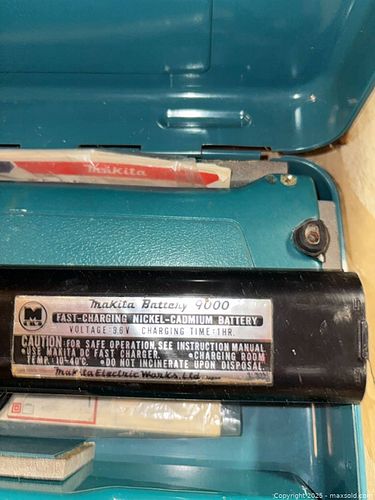 makita
Makita Battery 9000
M
FAST-CHARGING NICKEL-CADMIUM BATTERY
VOLTAGE:9.6V CHARGING TIME:1HR.
CAUTION:FOR SAFE OPERATION, SEE INSTRUCTION MANUAL
•USE MAKITA DC FAST CHARGER. •CHARGING ROOM
TEMP. 10-40°C •DO NOT INCINERATE UPON DISPOSAL.
Makita Electric Works, Ltd. Japan
Copyright 2025 - maxsold.com